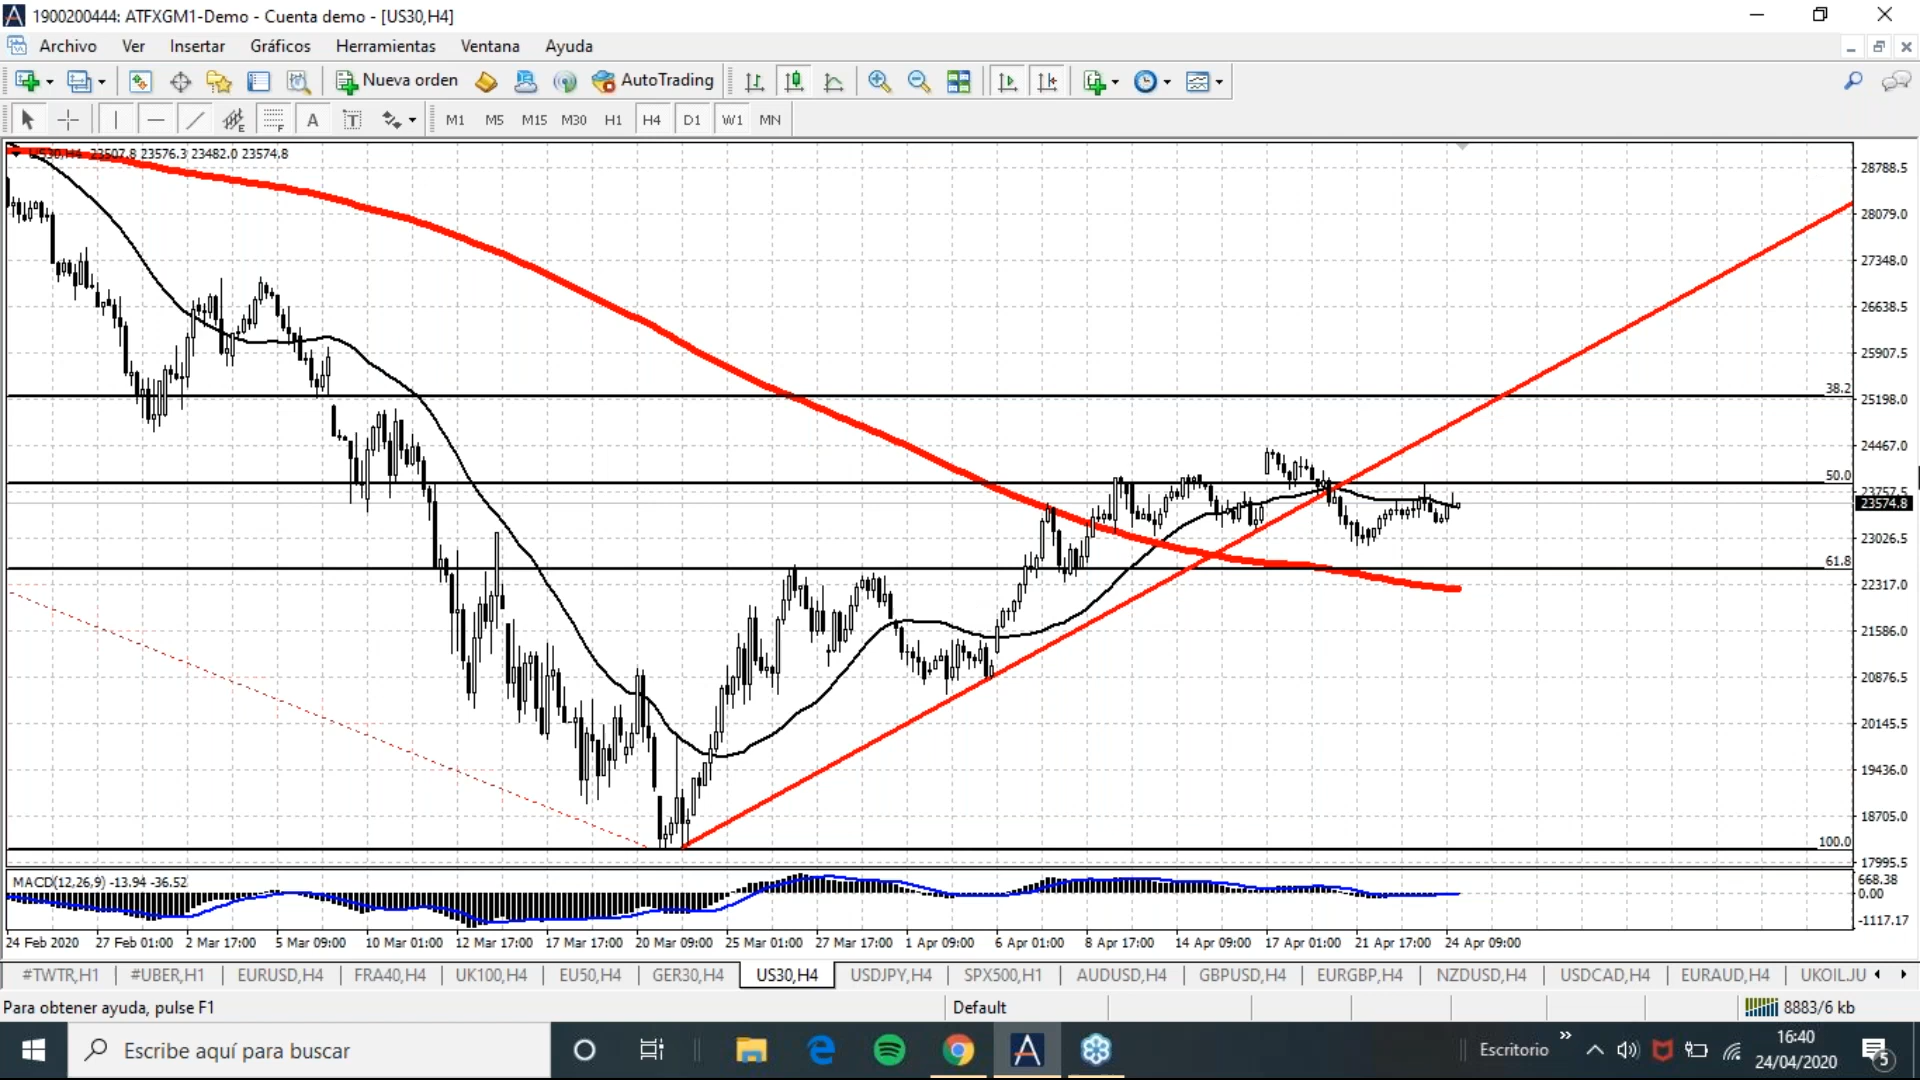 1900200444: ATFXGM1-Demo - Cuenta demo - [US30,H4]
Archivo Ver Insertar Gráficos Herramientas Ventana Ayuda
Nueva orden AutoTrading
E F A T M1 M5 M15 M30 H1 H4 D1 W1 MN
US30,H4 23507.8 23576.3 23482.0 23574.8
28788.5
28079.0
27348.0
26638.5
25907.5
38.2
25198.0
24467.0
50.0
23757.5
23574.8
23026.5
61.8
22317.0
21586.0
20876.5
20145.5
19436.0
18705.0
100.0
17995.5
MACD(12,26,9) -13.94 -36.52
668.38
0.00
-1117.17
24 Feb 2020 27 Feb 01:00 2 Mar 17:00 5 Mar 09:00 10 Mar 01:00 12 Mar 17:00 17 Mar 17:00 20 Mar 09:00 25 Mar 01:00 27 Mar 17:00 1 Apr 09:00 6 Apr 01:00 8 Apr 17:00 14 Apr 09:00 17 Apr 01:00 21 Apr 17:00 24 Apr 09:00
#TWTR,H1 #UBER,H1 EURUSD,H4 FRA40,H4 UK100,H4 EU50,H4 GER30,H4 US30,H4 USDJPY,H4 SPX500,H1 AUDUSD,H4 GBPUSD,H4 EURGBP,H4 NZDUSD,H4 USDCAD,H4 EURAUD,H4 UKOILJU
Para obtener ayuda, pulse F1 Default 8883/6 kb
Escribe aquí para buscar Escritorio » 16:40
24/04/2020 5